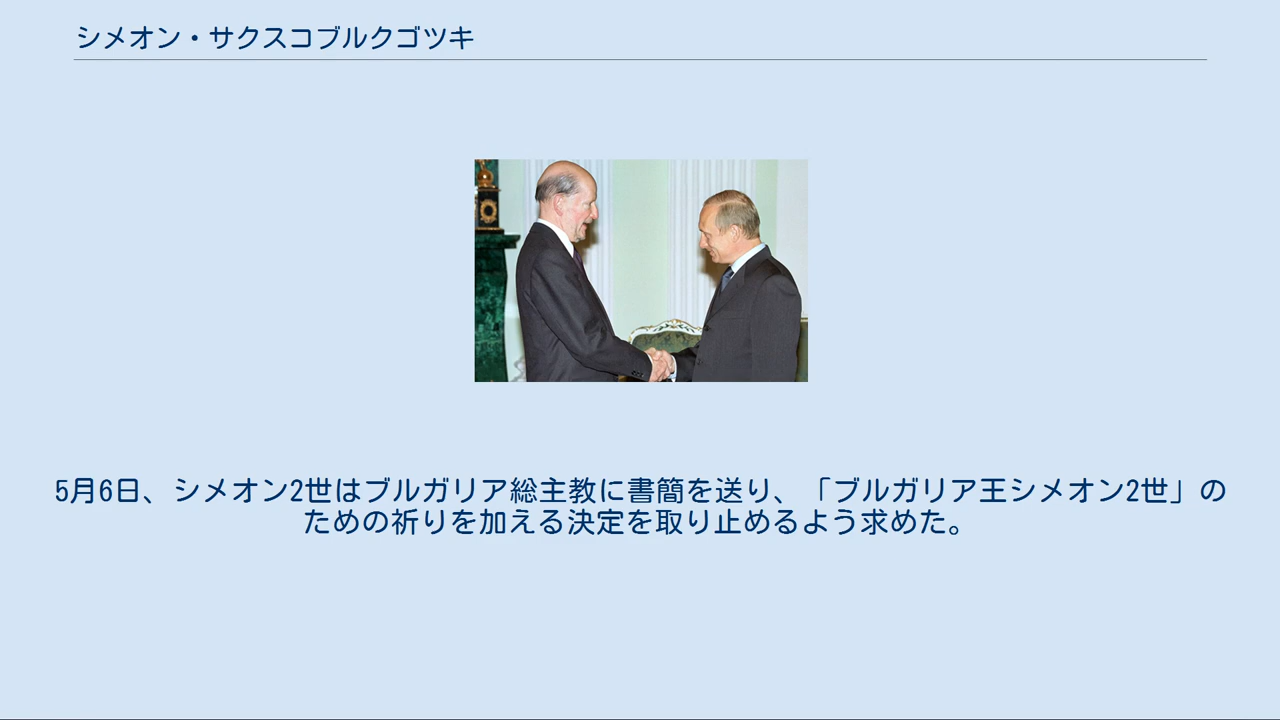 シメオン・サクスコブルクゴツキ
5月6日、シメオン2世はブルガリア総主教に書簡を送り、「ブルガリア王シメオン2世」の
ための祈りを加える決定を取り止めるよう求めた。